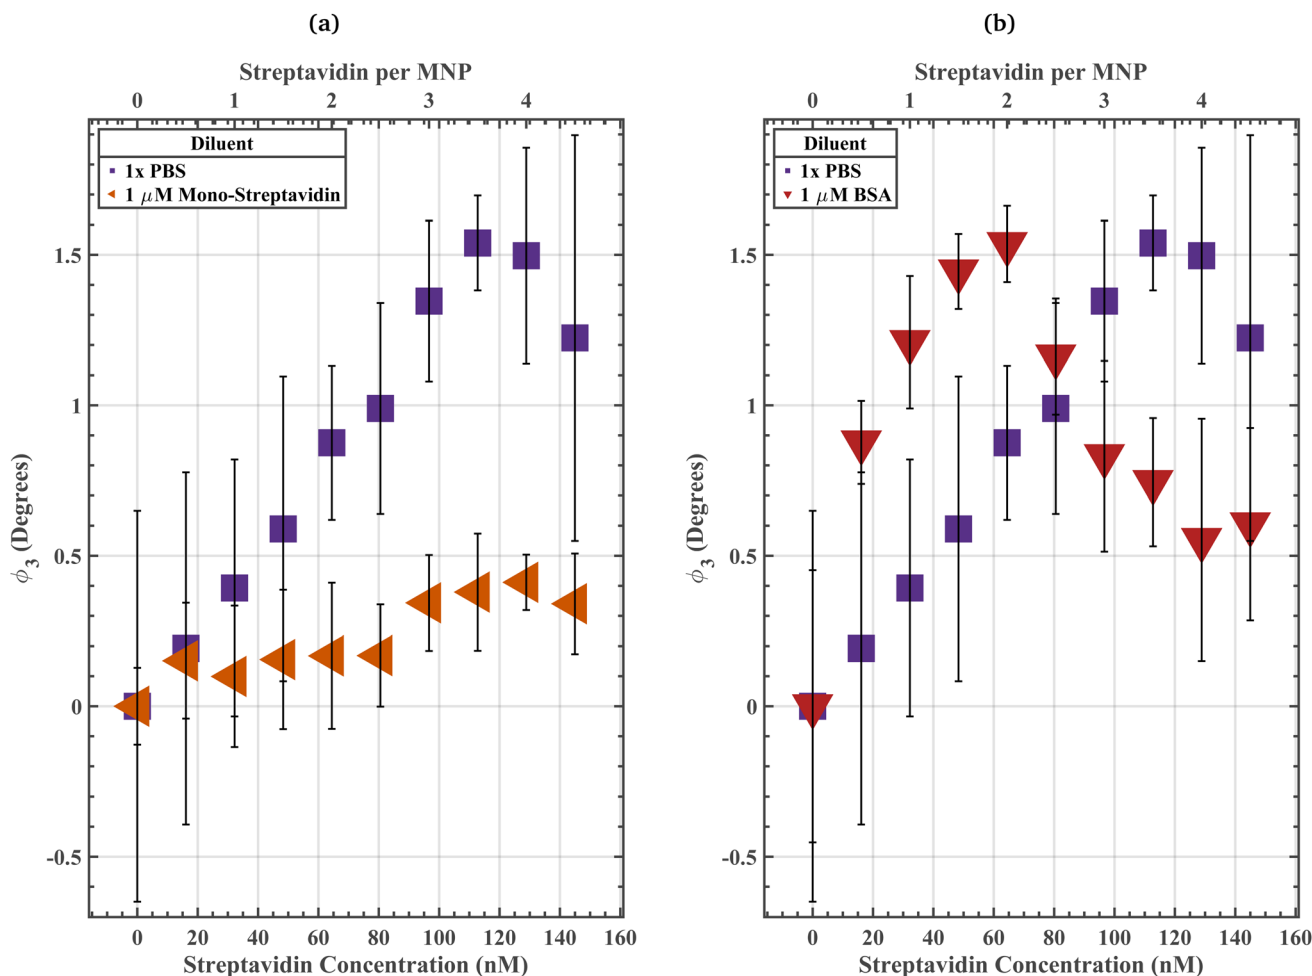 (a)
Streptavidin per MNP
0 1 2 3 4
Diluent
1x PBS
1 μM Mono-Streptavidin
1.5
1
0.5
0
-0.5
ϕ3 (Degrees)
0 20 40 60 80 100 120 140 160
Streptavidin Concentration (nM)
(b)
Streptavidin per MNP
0 1 2 3 4
Diluent
1x PBS
1 μM BSA
1.5
1
0.5
0
-0.5
ϕ3 (Degrees)
0 20 40 60 80 100 120 140 160
Streptavidin Concentration (nM)